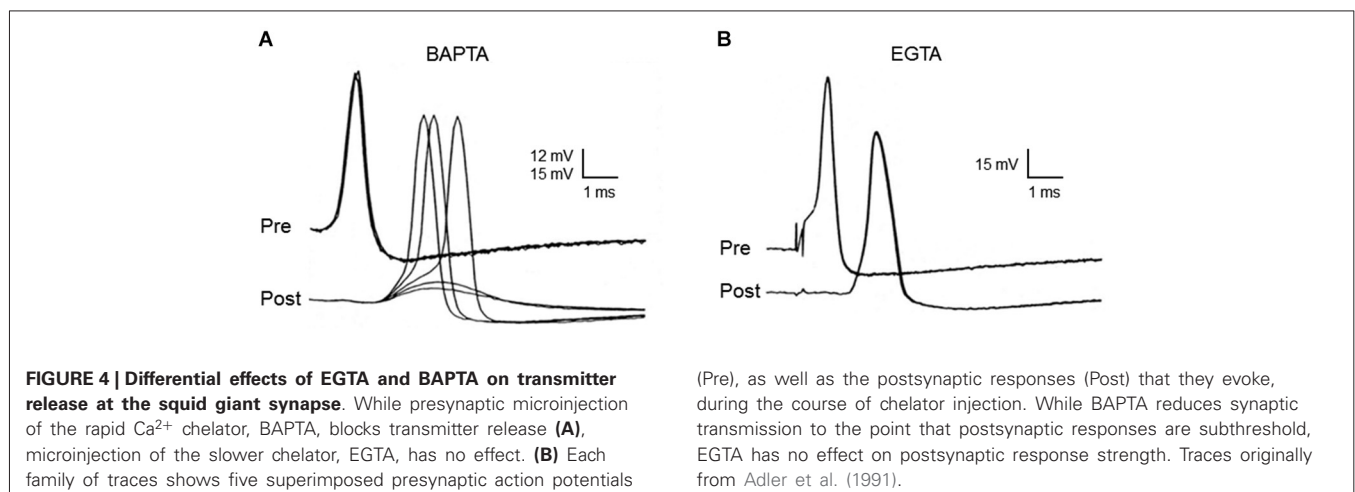 A
BAPTA
12 mV
15 mV
1 ms
Pre
Post
B
EGTA
15 mV
1 ms
Pre
Post
FIGURE 4 | Differential effects of EGTA and BAPTA on transmitter
release at the squid giant synapse. While presynaptic microinjection
of the rapid Ca²⁺ chelator, BAPTA, blocks transmitter release (A),
microinjection of the slower chelator, EGTA, has no effect. (B) Each
family of traces shows five superimposed presynaptic action potentials
(Pre), as well as the postsynaptic responses (Post) that they evoke,
during the course of chelator injection. While BAPTA reduces synaptic
transmission to the point that postsynaptic responses are subthreshold,
EGTA has no effect on postsynaptic response strength. Traces originally
from Adler et al. (1991).